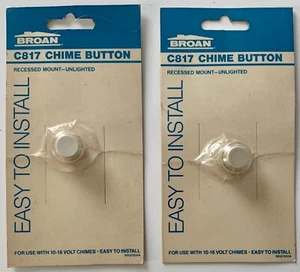 BROAN
C817 CHIME BUTTON
RECESSED MOUNT—UNLIGHTED
EASY TO INSTALL
FOR USE WITH 10-16 VOLT CHIMES • EASY TO INSTALL
BROAN
C817 CHIME BUTTON
RECESSED MOUNT—UNLIGHTED
EASY TO INSTALL
FOR USE WITH 10-16 VOLT CHIMES • EASY TO INSTALL